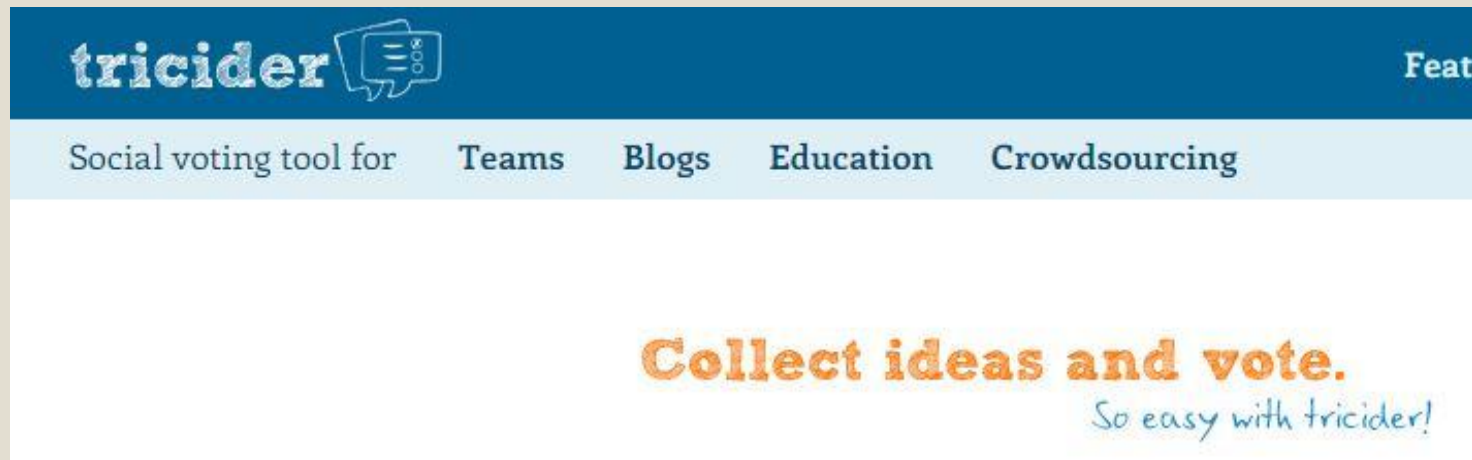 tricider
Feat
Social voting tool for Teams Blogs Education Crowdsourcing
Collect ideas and vote.
So easy with tricider!